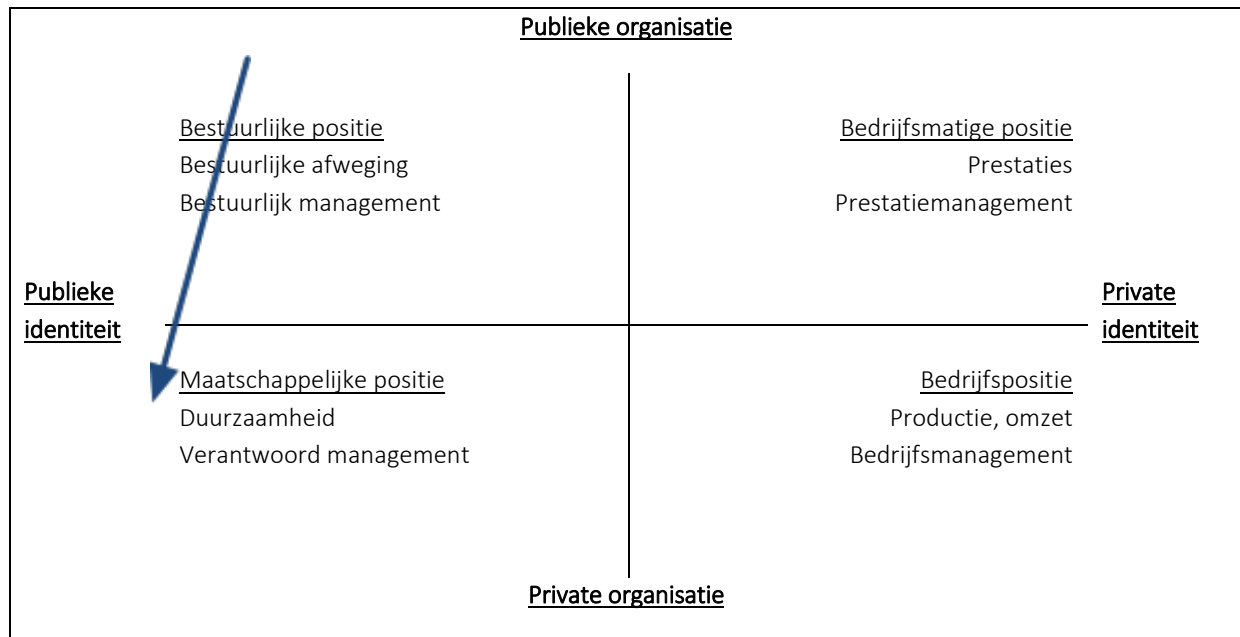 Publieke organisatie
Bestuurlijke positie
Bestuurlijke afweging
Bestuurlijk management
Bedrijfsmatige positie
Prestaties
Prestatiemanagement
Publieke
identiteit
Private
identiteit
Maatschappelijke positie
Duurzaamheid
Verantwoord management
Bedrijfspositie
Productie, omzet
Bedrijfsmanagement
Private organisatie